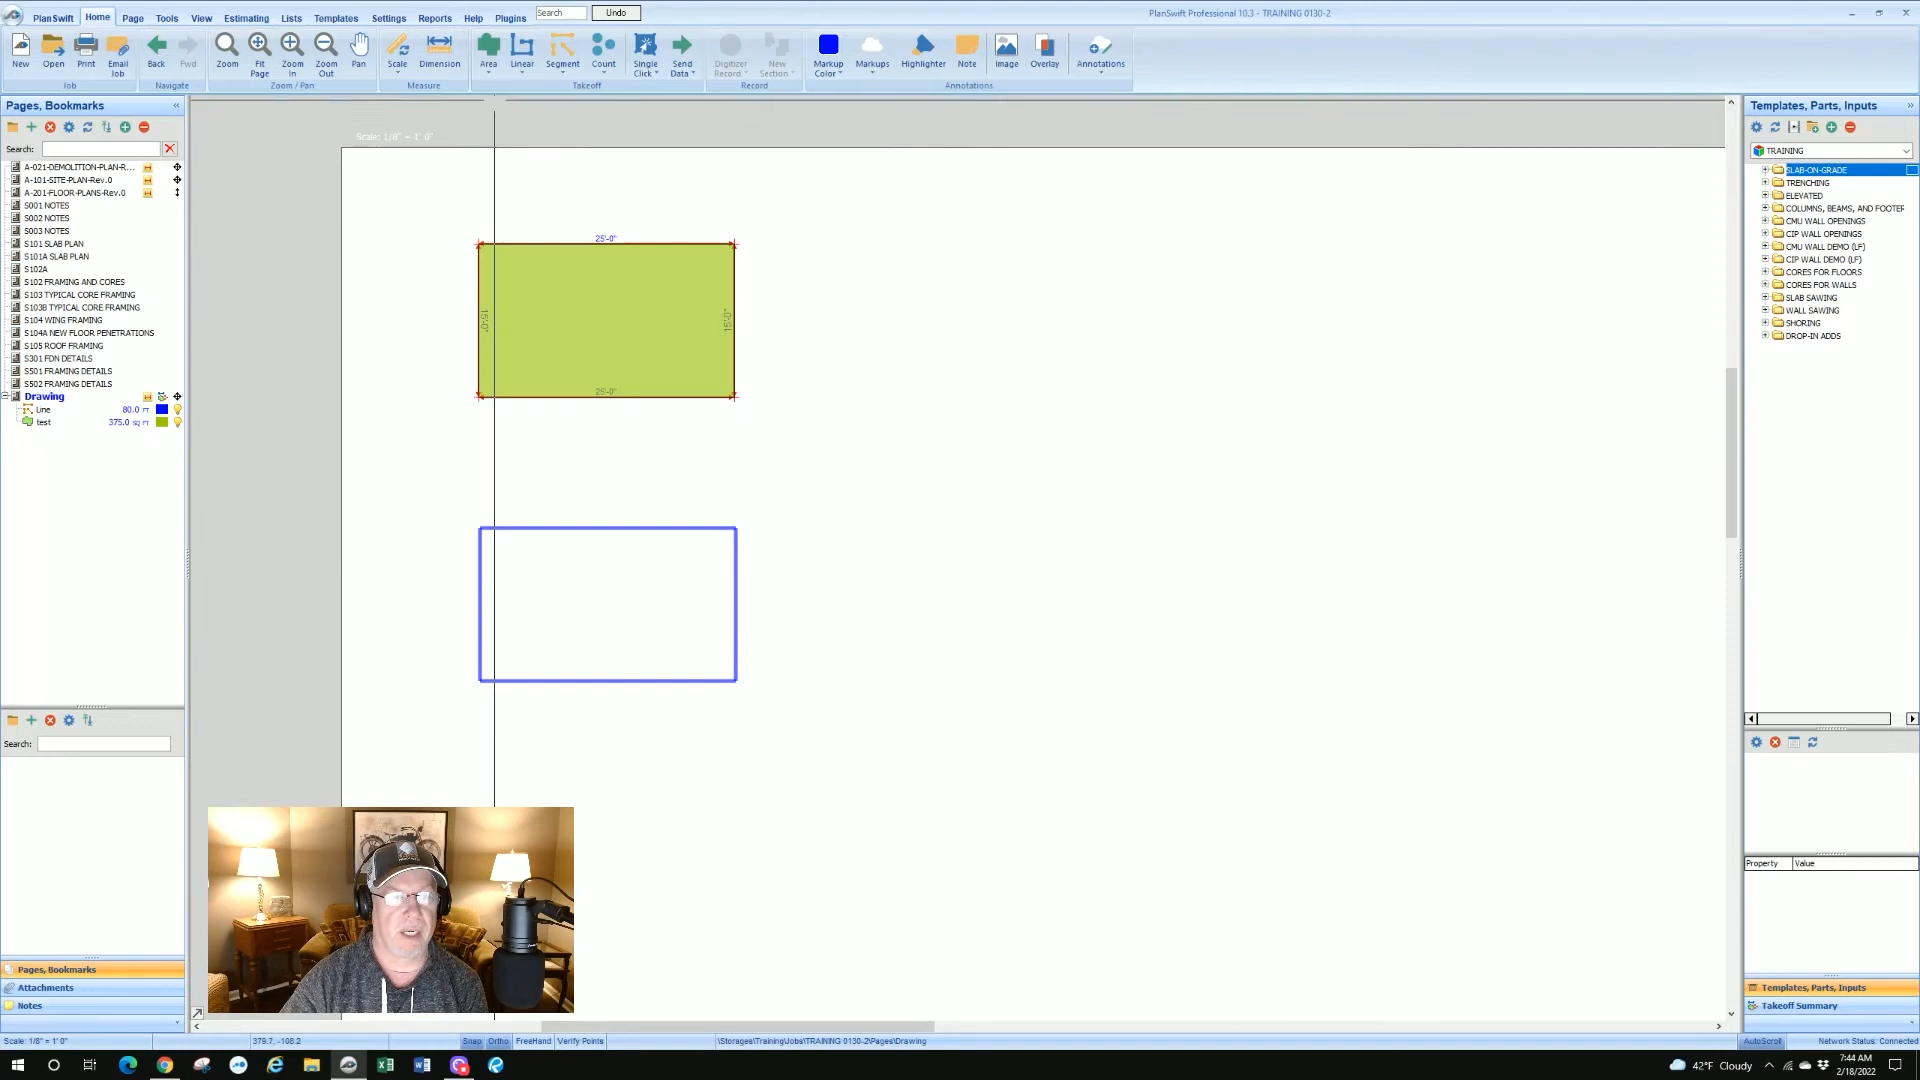 PlanSwift Home Page Tools View Estimating Lists Templates Settings Reports Help Plugins Search Undo
PlanSwift Professional 10.3 - TRAINING 0130-2
New Open Print Email Job Back Fwd Zoom Fit Page Zoom In Zoom Out Pan Scale Dimension Area Linear Segment Count Single Click Send Data Digitizer Record New Section Markup Color Markups Highlighter Note Image Overlay Annotations
Job Navigate Zoom / Pan Measure Takeoff Record Annotations
Pages, Bookmarks
Search:
A-021-DEMOLITION-PLAN-R...
A-101-SITE-PLAN-Rev.0
A-201-FLOOR-PLANS-Rev.0
S001 NOTES
S002 NOTES
S003 NOTES
S101 SLAB PLAN
S101A SLAB PLAN
S102A
S102 FRAMING AND CORES
S103 TYPICAL CORE FRAMING
S103B TYPICAL CORE FRAMING
S104 WING FRAMING
S104A NEW FLOOR PENETRATIONS
S105 ROOF FRAMING
S301 FDN DETAILS
S501 FRAMING DETAILS
S502 FRAMING DETAILS
Drawing
Line 80.0 FT
test 375.0 SQ FT
Search:
Pages, Bookmarks
Attachments
Notes
Scale: 1/8" = 1' 0"
25'-0"
15'-0"
15'-0"
25'-0"
Templates, Parts, Inputs
TRAINING
SLAB-ON-GRADE
TRENCHING
ELEVATED
COLUMNS, BEAMS, AND FOOTER
CMU WALL OPENINGS
CIP WALL OPENINGS
CMU WALL DEMO (LF)
CIP WALL DEMO (LF)
CORES FOR FLOORS
CORES FOR WALLS
SLAB SAWING
WALL SAWING
SHORING
DROP-IN ADDS
Property Value
Templates, Parts, Inputs
Takeoff Summary
Scale: 1/8" = 1' 0" 379.7, -108.2 Snap Ortho FreeHand Verify Points \Storages\Training\Jobs\TRAINING 0130-2\Pages\Drawing AutoScroll Network Status: Connected
42°F Cloudy
7:44 AM
2/18/2022